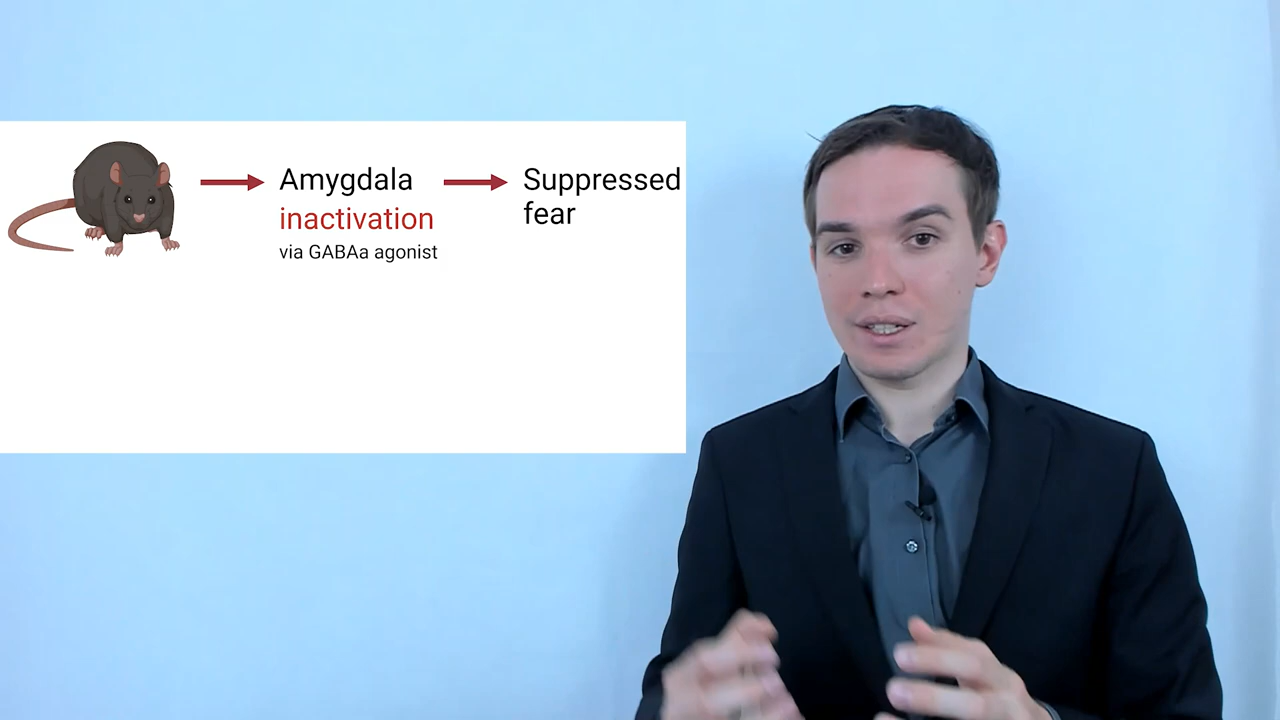 Amygdala
inactivation
via GABAa agonist
Suppressed
fear